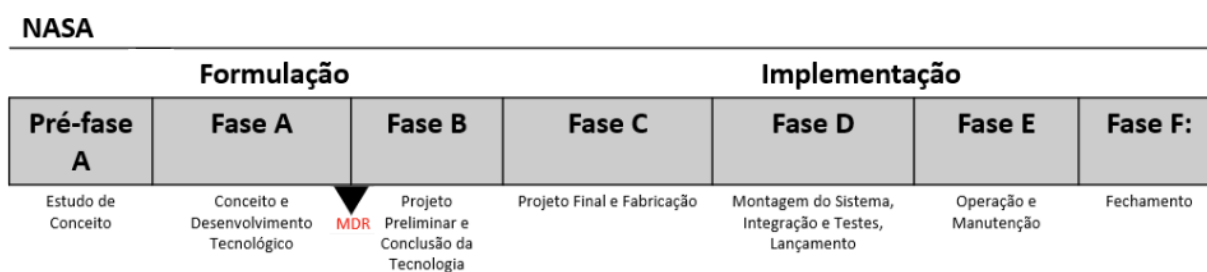 NASA
Formulação Implementação
Pré-fase A Fase A Fase B Fase C Fase D Fase E Fase F:
Estudo de Conceito
Conceito e Desenvolvimento Tecnológico
MDR
Projeto Preliminar e Conclusão da Tecnologia
Projeto Final e Fabricação
Montagem do Sistema, Integração e Testes, Lançamento
Operação e Manutenção
Fechamento